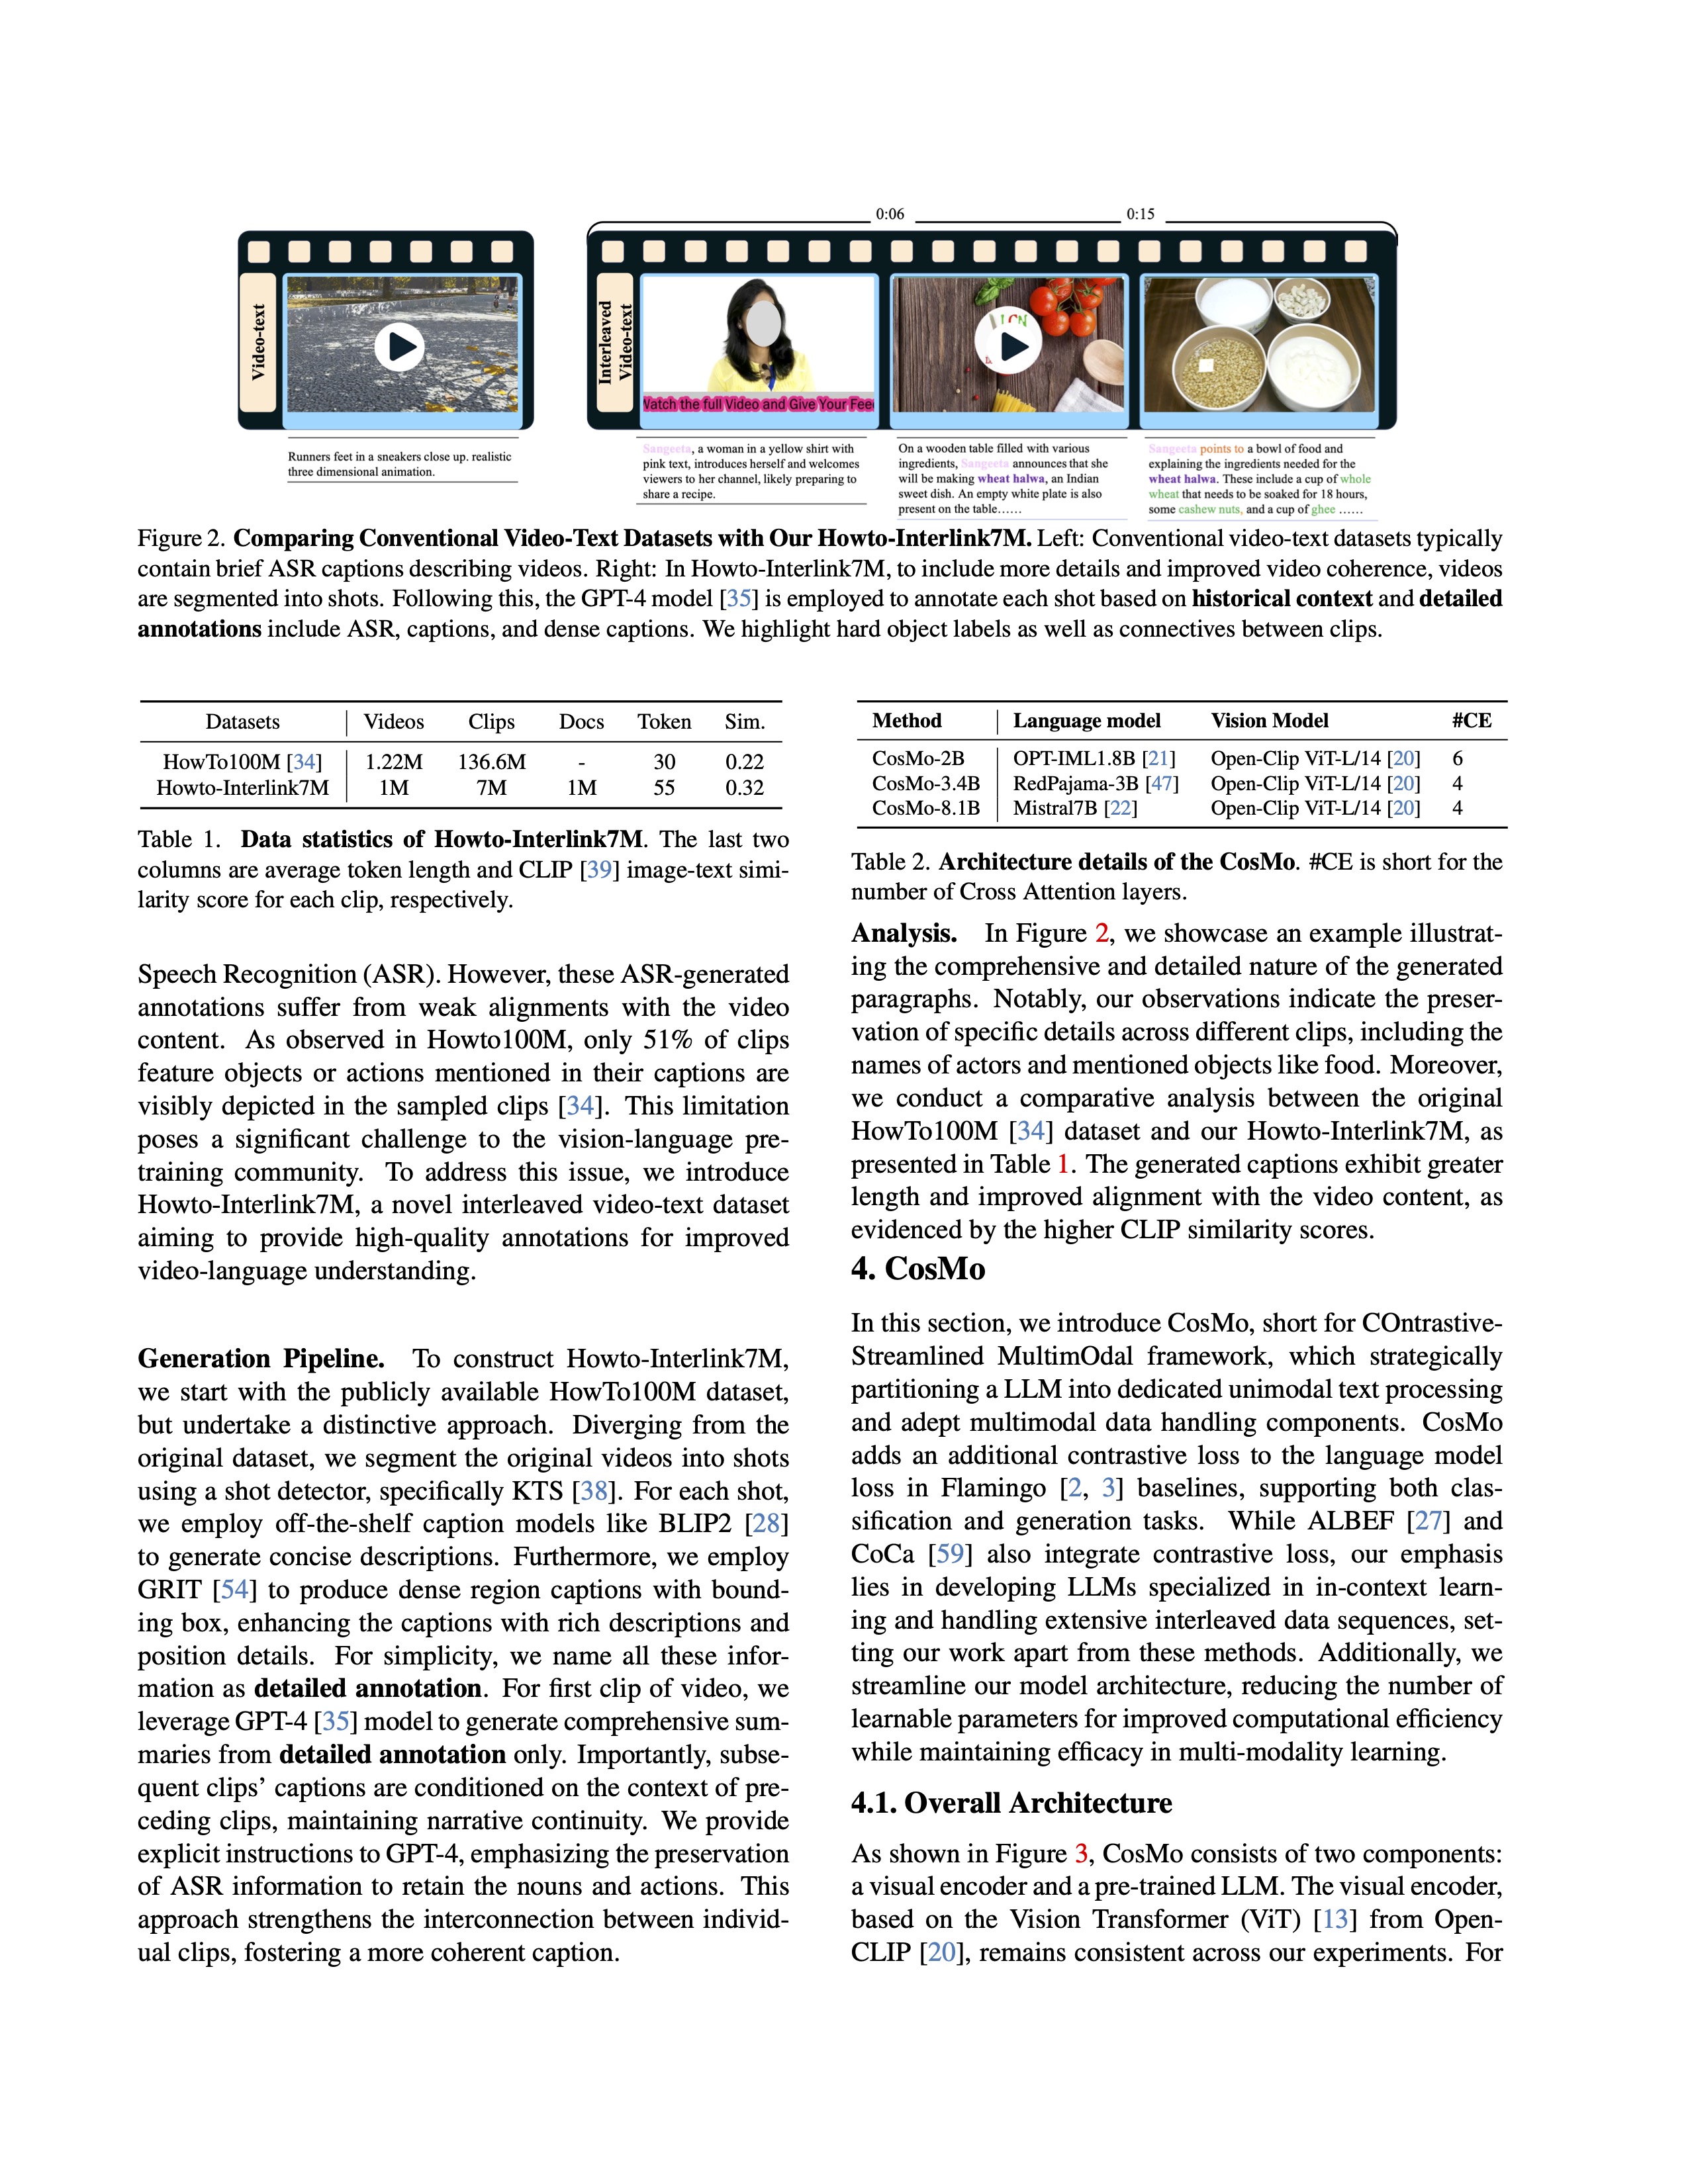 0:06
0:15
Video-text
Runners feet in a sneakers close up. realistic
three dimensional animation.
Interleaved
Video-text
Watch the full Video and Give Your Fee
Sangeeta, a woman in a yellow shirt with
pink text, introduces herself and welcomes
viewers to her channel, likely preparing to
share a recipe.
On a wooden table filled with various
ingredients, Sangeeta announces that she
will be making wheat halwa, an Indian
sweet dish. An empty white plate is also
present on the table......
Sangeeta points to a bowl of food and
explaining the ingredients needed for the
wheat halwa. These include a cup of whole
wheat that needs to be soaked for 18 hours,
some cashew nuts, and a cup of ghee ......
Figure 2. Comparing Conventional Video-Text Datasets with Our Howto-Interlink7M. Left: Conventional video-text datasets typically
contain brief ASR captions describing videos. Right: In Howto-Interlink7M, to include more details and improved video coherence, videos
are segmented into shots. Following this, the GPT-4 model [35] is employed to annotate each shot based on historical context and detailed
annotations include ASR, captions, and dense captions. We highlight hard object labels as well as connectives between clips.
Datasets Videos Clips Docs Token Sim.
HowTo100M [34] 1.22M 136.6M - 30 0.22
Howto-Interlink7M 1M 7M 1M 55 0.32
Table 1. Data statistics of Howto-Interlink7M. The last two
columns are average token length and CLIP [39] image-text simi-
larity score for each clip, respectively.
Speech Recognition (ASR). However, these ASR-generated
annotations suffer from weak alignments with the video
content. As observed in Howto100M, only 51% of clips
feature objects or actions mentioned in their captions are
visibly depicted in the sampled clips [34]. This limitation
poses a significant challenge to the vision-language pre-
training community. To address this issue, we introduce
Howto-Interlink7M, a novel interleaved video-text dataset
aiming to provide high-quality annotations for improved
video-language understanding.
Generation Pipeline. To construct Howto-Interlink7M,
we start with the publicly available HowTo100M dataset,
but undertake a distinctive approach. Diverging from the
original dataset, we segment the original videos into shots
using a shot detector, specifically KTS [38]. For each shot,
we employ off-the-shelf caption models like BLIP2 [28]
to generate concise descriptions. Furthermore, we employ
GRIT [54] to produce dense region captions with bound-
ing box, enhancing the captions with rich descriptions and
position details. For simplicity, we name all these infor-
mation as detailed annotation. For first clip of video, we
leverage GPT-4 [35] model to generate comprehensive sum-
maries from detailed annotation only. Importantly, subse-
quent clips' captions are conditioned on the context of pre-
ceding clips, maintaining narrative continuity. We provide
explicit instructions to GPT-4, emphasizing the preservation
of ASR information to retain the nouns and actions. This
approach strengthens the interconnection between individ-
ual clips, fostering a more coherent caption.
Method Language model Vision Model #CE
CosMo-2B OPT-IML1.8B [21] Open-Clip ViT-L/14 [20] 6
CosMo-3.4B RedPajama-3B [47] Open-Clip ViT-L/14 [20] 4
CosMo-8.1B Mistral7B [22] Open-Clip ViT-L/14 [20] 4
Table 2. Architecture details of the CosMo. #CE is short for the
number of Cross Attention layers.
Analysis. In Figure 2, we showcase an example illustrat-
ing the comprehensive and detailed nature of the generated
paragraphs. Notably, our observations indicate the preser-
vation of specific details across different clips, including the
names of actors and mentioned objects like food. Moreover,
we conduct a comparative analysis between the original
HowTo100M [34] dataset and our Howto-Interlink7M, as
presented in Table 1. The generated captions exhibit greater
length and improved alignment with the video content, as
evidenced by the higher CLIP similarity scores.
4. CosMo
In this section, we introduce CosMo, short for COntrastive-
Streamlined MultimOdal framework, which strategically
partitioning a LLM into dedicated unimodal text processing
and adept multimodal data handling components. CosMo
adds an additional contrastive loss to the language model
loss in Flamingo [2, 3] baselines, supporting both clas-
sification and generation tasks. While ALBEF [27] and
CoCa [59] also integrate contrastive loss, our emphasis
lies in developing LLMs specialized in in-context learn-
ing and handling extensive interleaved data sequences, set-
ting our work apart from these methods. Additionally, we
streamline our model architecture, reducing the number of
learnable parameters for improved computational efficiency
while maintaining efficacy in multi-modality learning.
4.1. Overall Architecture
As shown in Figure 3, CosMo consists of two components:
a visual encoder and a pre-trained LLM. The visual encoder,
based on the Vision Transformer (ViT) [13] from Open-
CLIP [20], remains consistent across our experiments. For